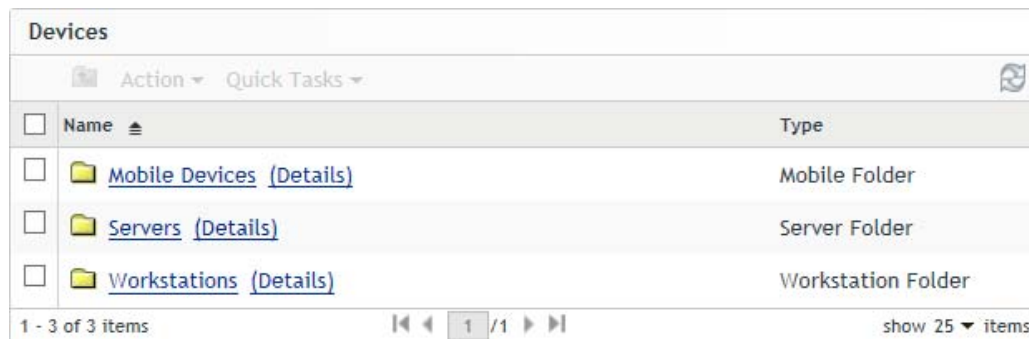 Devices
Action Quick Tasks
Name Type
Mobile Devices (Details) Mobile Folder
Servers (Details) Server Folder
Workstations (Details) Workstation Folder
1 - 3 of 3 items 1 /1 show 25 items